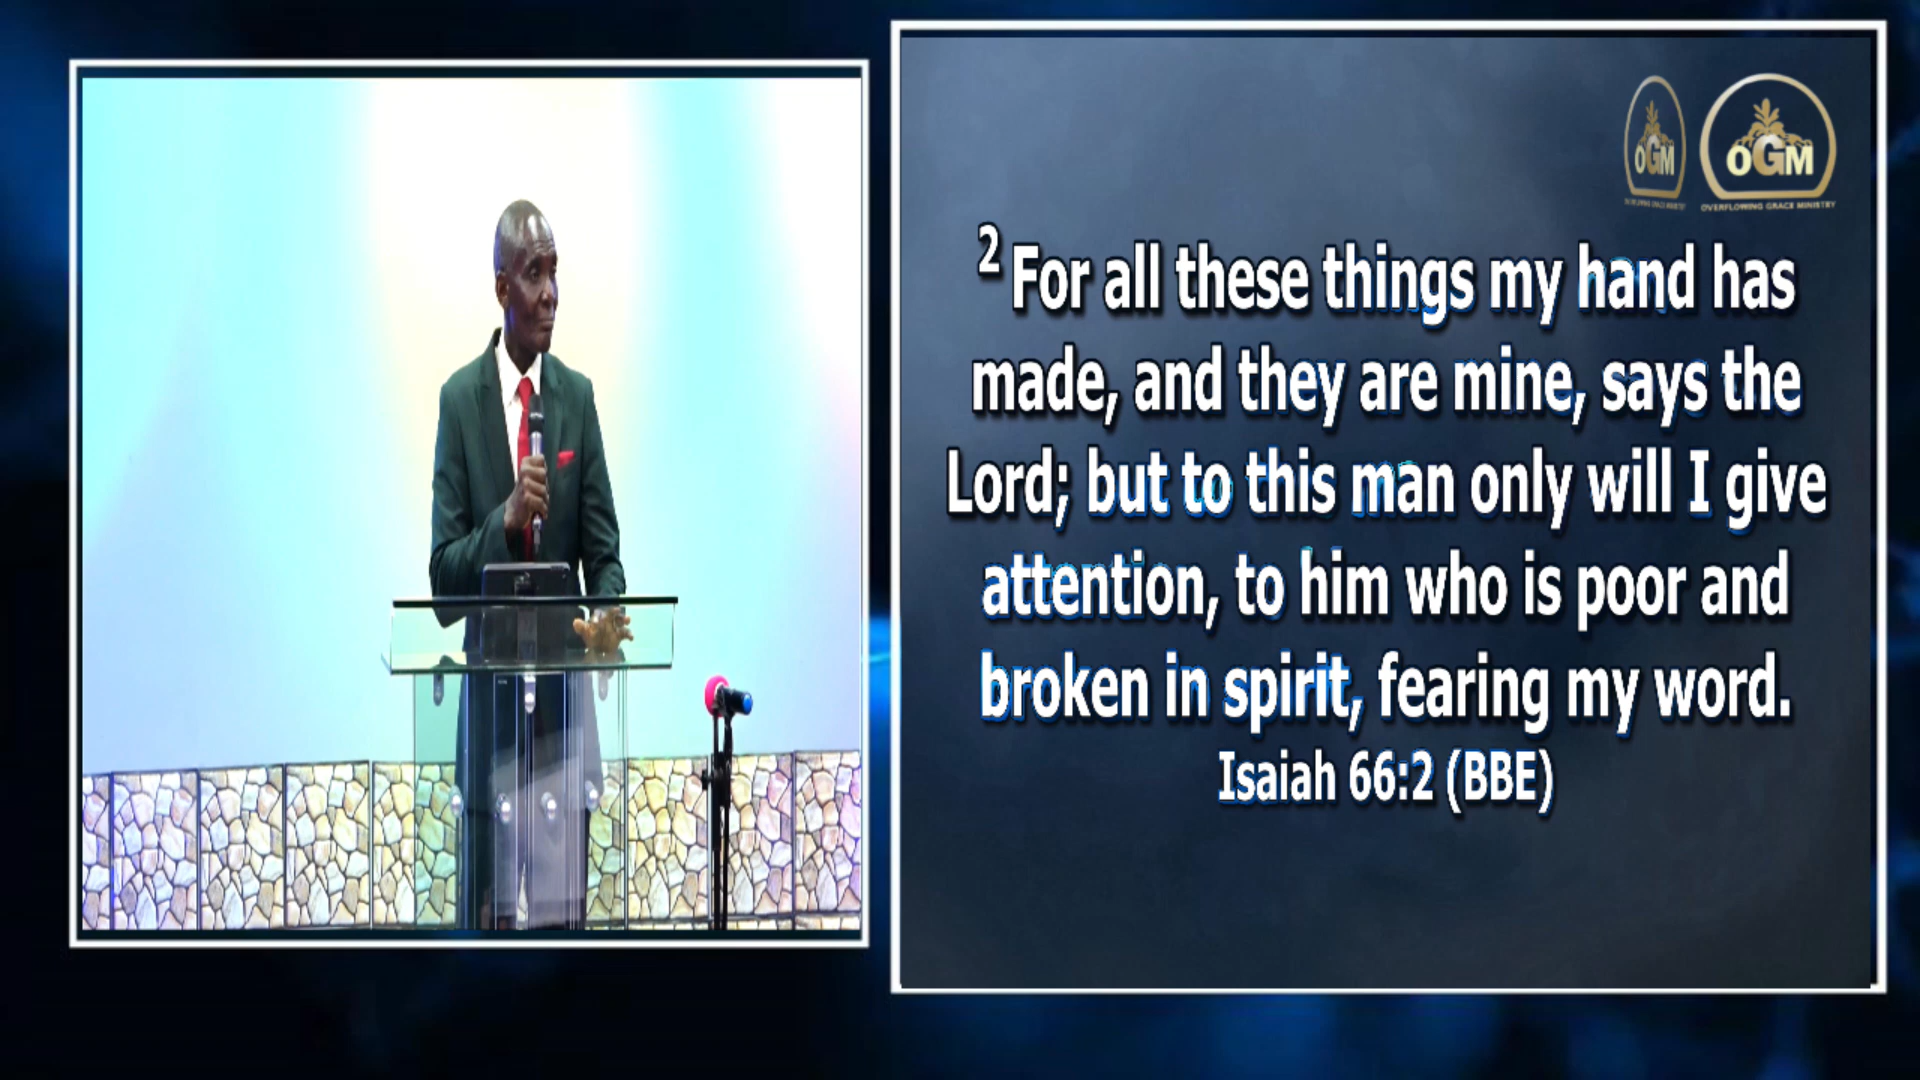 OGM
OGM
OVERFLOWING GRACE MINISTRY
2 For all these things my hand has
made, and they are mine, says the
Lord; but to this man only will I give
attention, to him who is poor and
broken in spirit, fearing my word.
Isaiah 66:2 (BBE)